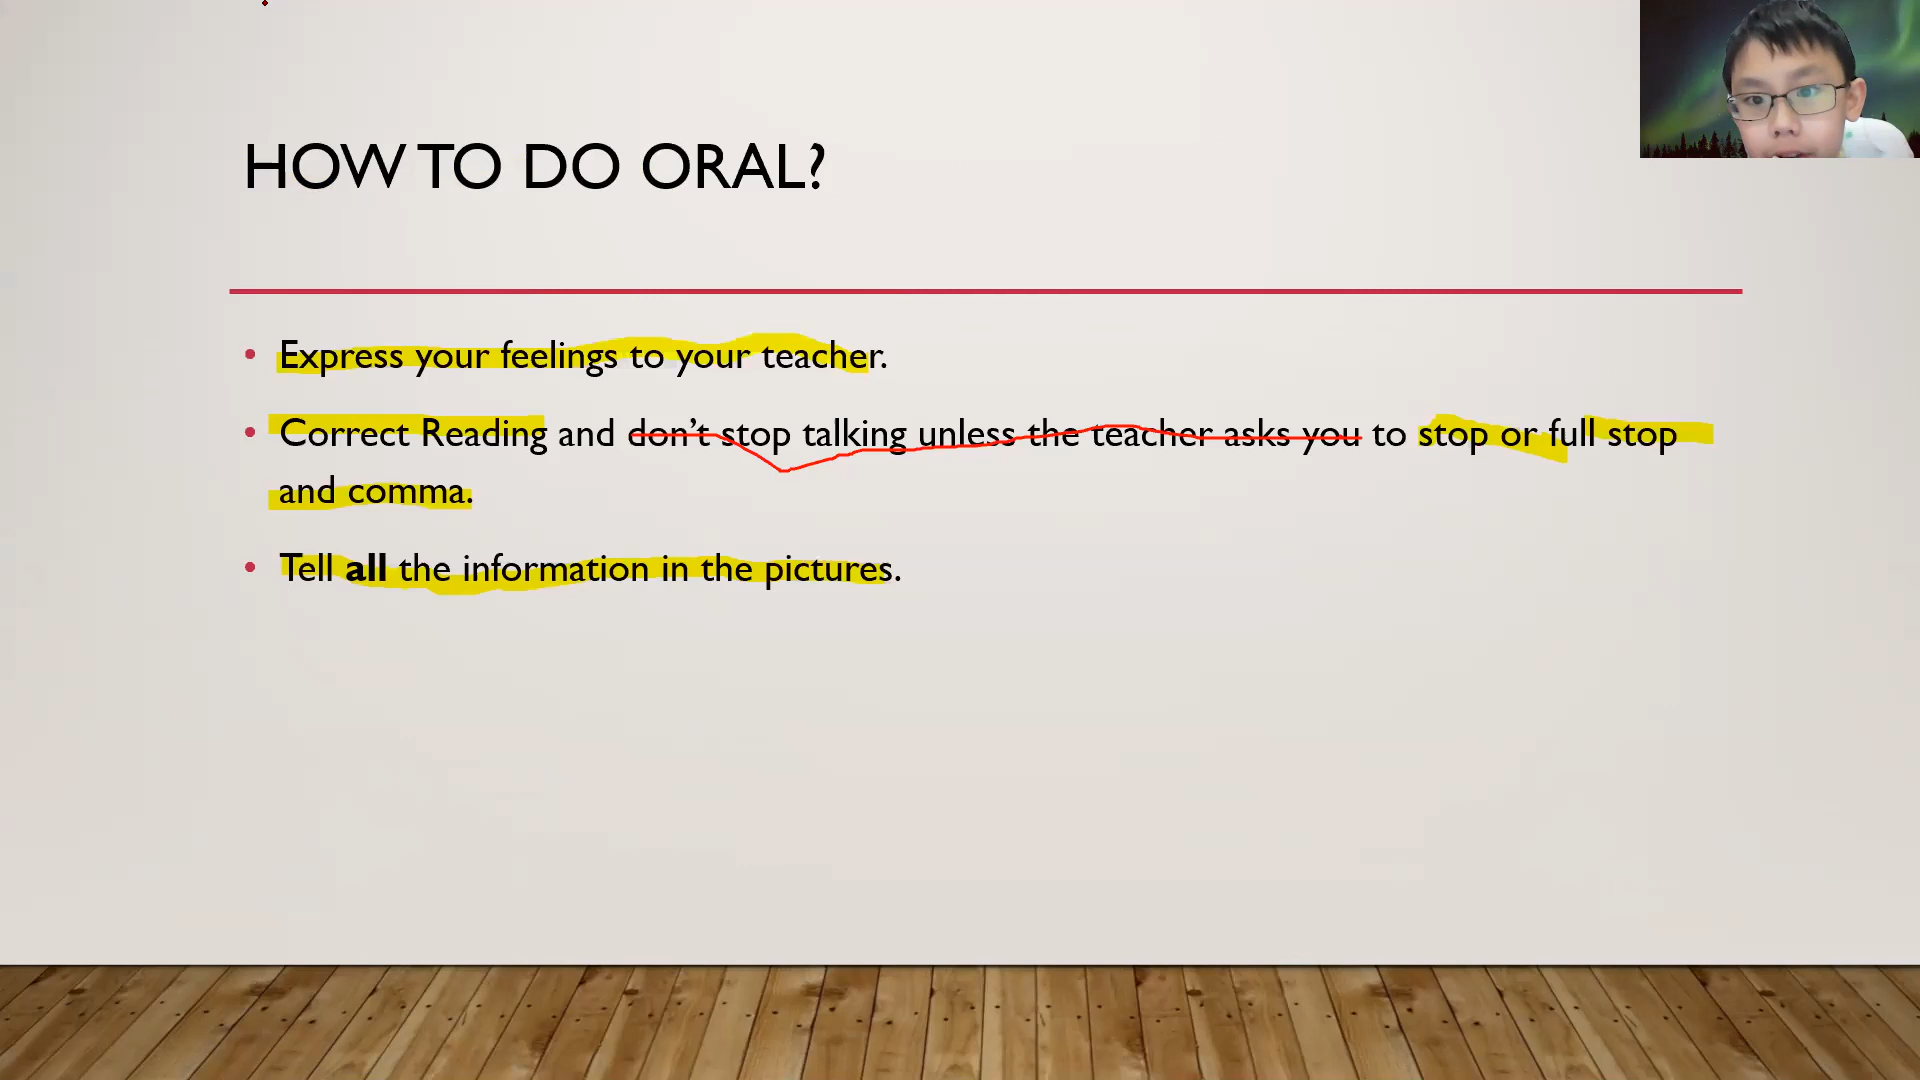 HOW TO DO ORAL?
• Express your feelings to your teacher.
• Correct Reading and don’t stop talking unless the teacher asks you to stop or full stop
and comma.
• Tell all the information in the pictures.